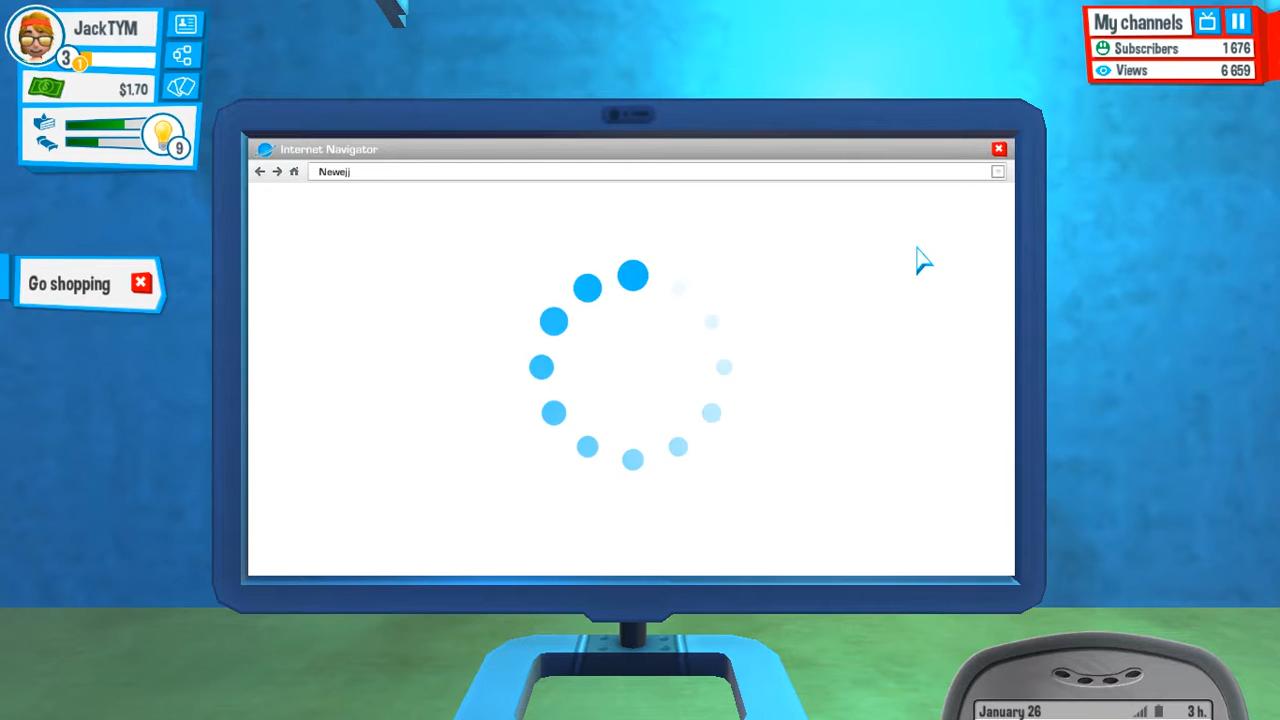 JackTYM
3
1
$1.70
9
Go shopping
My channels
Subscribers 1 676
Views 6 659
Internet Navigator
Newejj
January 26 3 h.